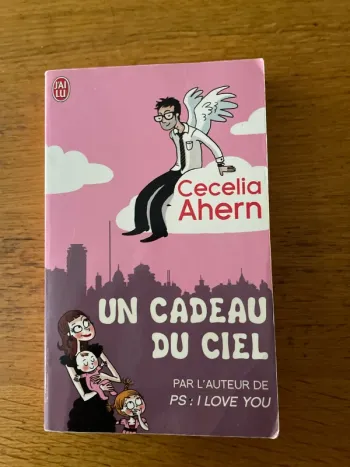 J'AI
LU
Cecelia
Ahern
UN CADEAU
DU CIEL
PAR L'AUTEUR DE
PS : I LOVE YOU